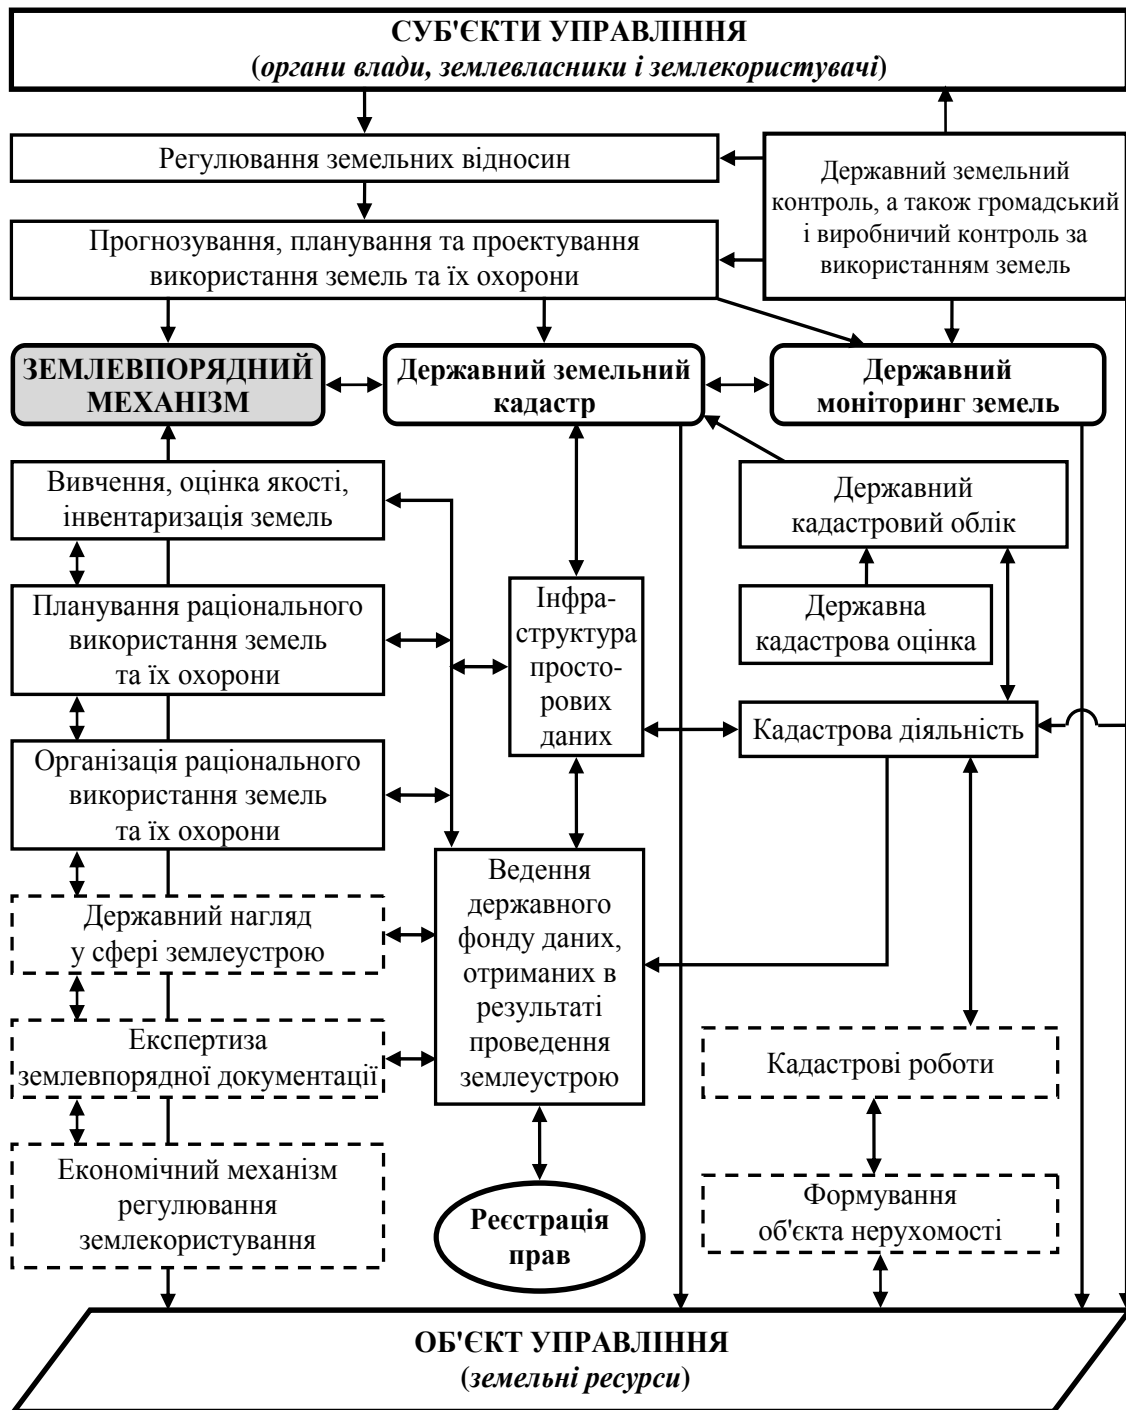 СУБ'ЄКТИ УПРАВЛІННЯ
(органи влади, землевласники і землекористувачі)
Регулювання земельних відносин
Державний земельний
контроль, а також громадський
і виробничий контроль за
використанням земель
Прогнозування, планування та проектування
використання земель та їх охорони
ЗЕМЛЕВПОРЯДНИЙ
МЕХАНІЗМ
Державний земельний
кадастр
Державний
моніторинг земель
Вивчення, оцінка якості,
інвентаризація земель
Державний
кадастровий облік
Планування раціонального
використання земель
та їх охорони
Інфра-
структура
просто-
рових
даних
Державна
кадастрова оцінка
Кадастрова діяльність
Організація раціонального
використання земель
та їх охорони
Ведення
державного
фонду даних,
отриманих в
результаті
проведення
землеустрою
Державний нагляд
у сфері землеустрою
Експертиза
землевпорядної документації
Кадастрові роботи
Економічний механізм
регулювання
землекористування
Реєстрація
прав
Формування
об'єкта нерухомості
ОБ'ЄКТ УПРАВЛІННЯ
(земельні ресурси)